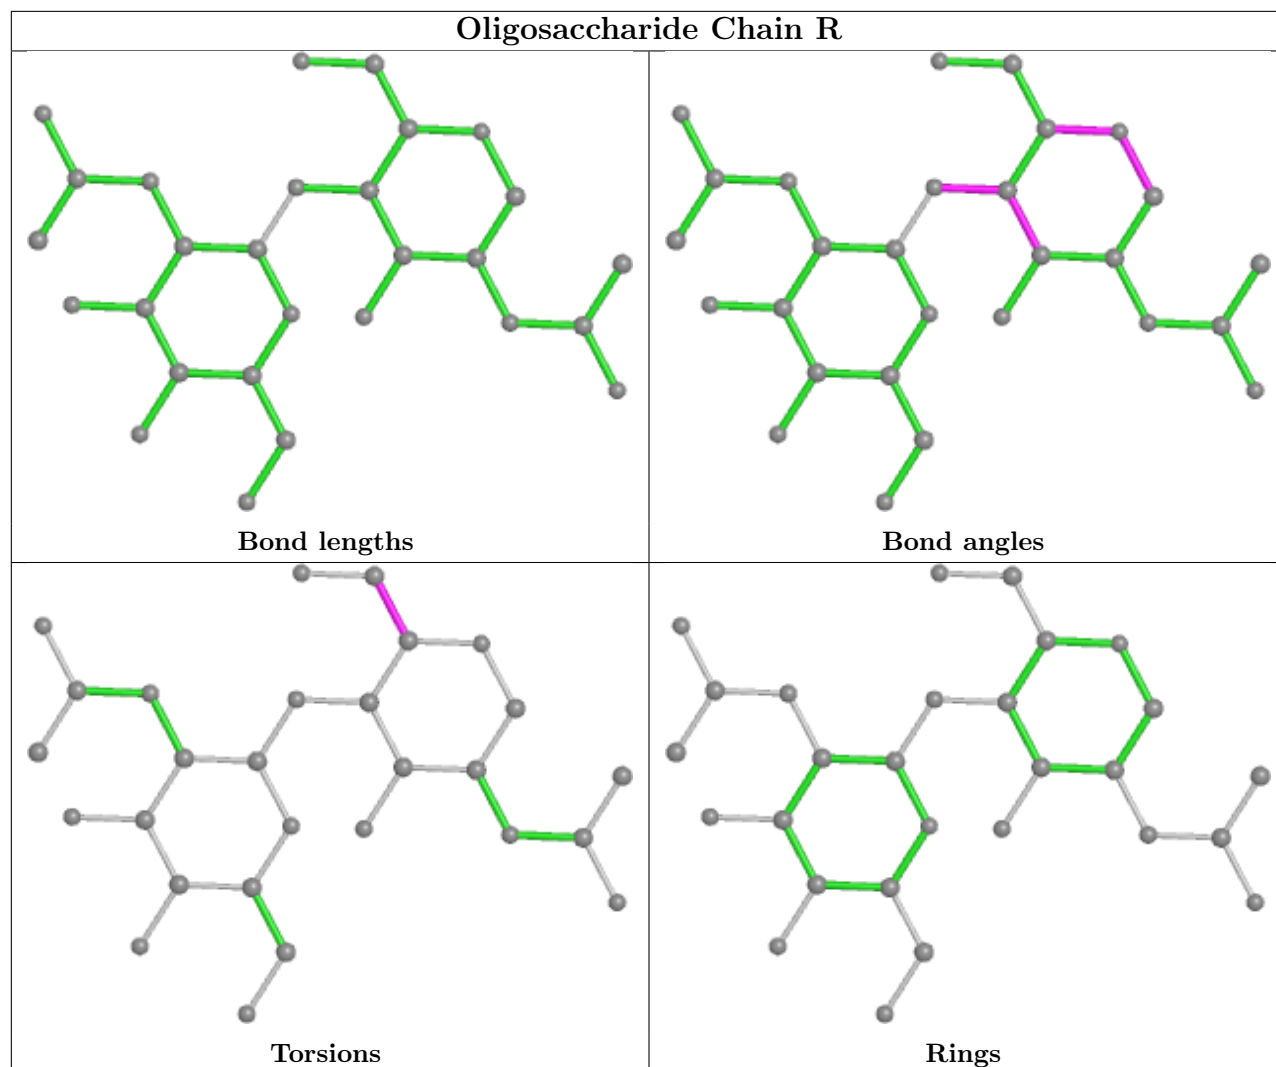 Oligosaccharide Chain R
Bond lengths
Bond angles
Torsions
Rings